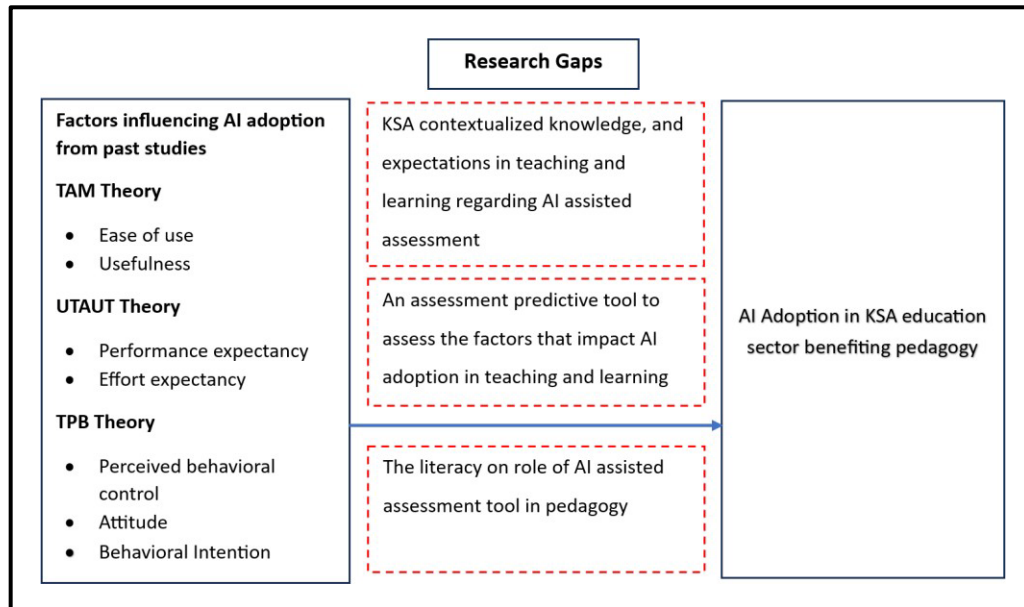 Research Gaps
Factors influencing AI adoption
from past studies
TAM Theory
• Ease of use
• Usefulness
UTAUT Theory
• Performance expectancy
• Effort expectancy
TPB Theory
• Perceived behavioral
control
• Attitude
• Behavioral Intention
KSA contextualized knowledge, and
expectations in teaching and
learning regarding AI assisted
assessment
An assessment predictive tool to
assess the factors that impact AI
adoption in teaching and learning
The literacy on role of AI assisted
assessment tool in pedagogy
AI Adoption in KSA education
sector benefiting pedagogy